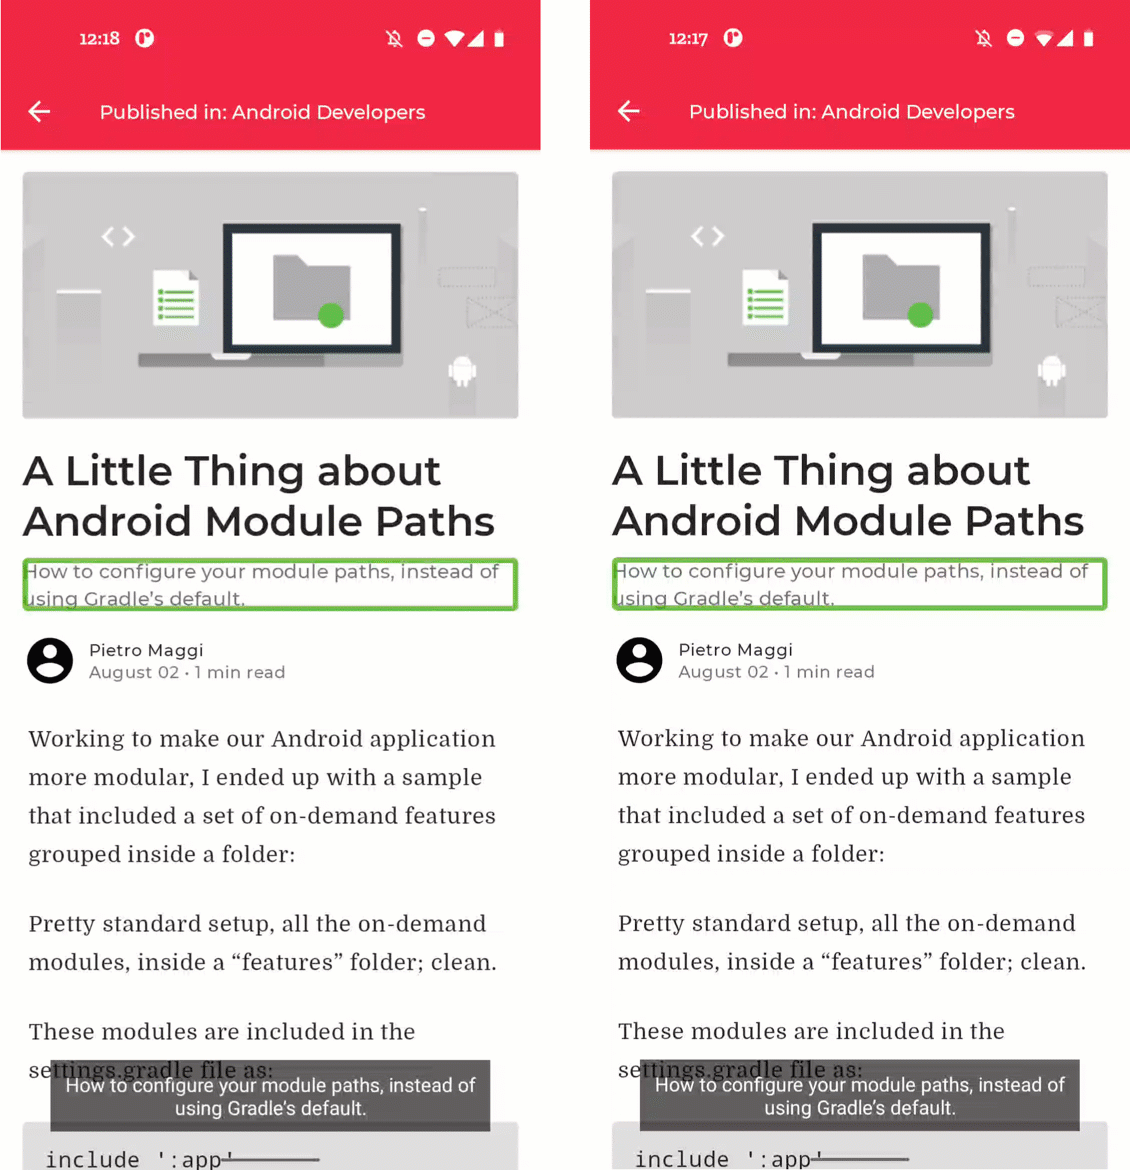 12:18
Published in: Android Developers
A Little Thing about
Android Module Paths
How to configure your module paths, instead of
using Gradle's default.
Pietro Maggi
August 02 • 1 min read
Working to make our Android application
more modular, I ended up with a sample
that included a set of on-demand features
grouped inside a folder:
Pretty standard setup, all the on-demand
modules, inside a “features” folder; clean.
These modules are included in the
settings.gradle file as:
How to configure your module paths, instead of
using Gradle's default.
include ':app'
12:17
Published in: Android Developers
A Little Thing about
Android Module Paths
How to configure your module paths, instead of
using Gradle's default.
Pietro Maggi
August 02 • 1 min read
Working to make our Android application
more modular, I ended up with a sample
that included a set of on-demand features
grouped inside a folder:
Pretty standard setup, all the on-demand
modules, inside a “features” folder; clean.
These modules are included in the
settings.gradle file as:
How to configure your module paths, instead of
using Gradle's default.
include ':app'